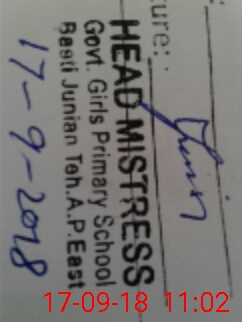 ure:
HEAD MISTRESS
Govt. Girls Primary School
Basti Junian Teh.A.P.East
17-9-2018
17-09-18 11:02